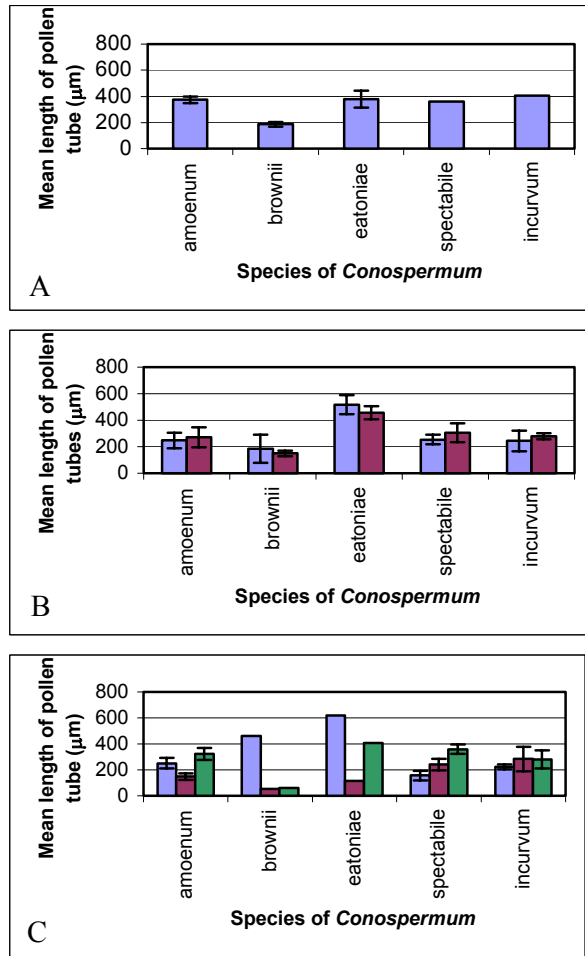 Mean length of pollen
tube (μm)
800
600
400
200
0
amoenum
brownii
eatoniae
spectabile
incurvum
Species of Conospermum
A
Mean length of pollen
tubes (μm)
800
600
400
200
0
amoenum
brownii
eatoniae
spectabile
incurvum
Species of Conospermum
B
Mean length of pollen
tube (μm)
800
600
400
200
0
amoenum
brownii
eatoniae
spectabile
incurvum
Species of Conospermum
C